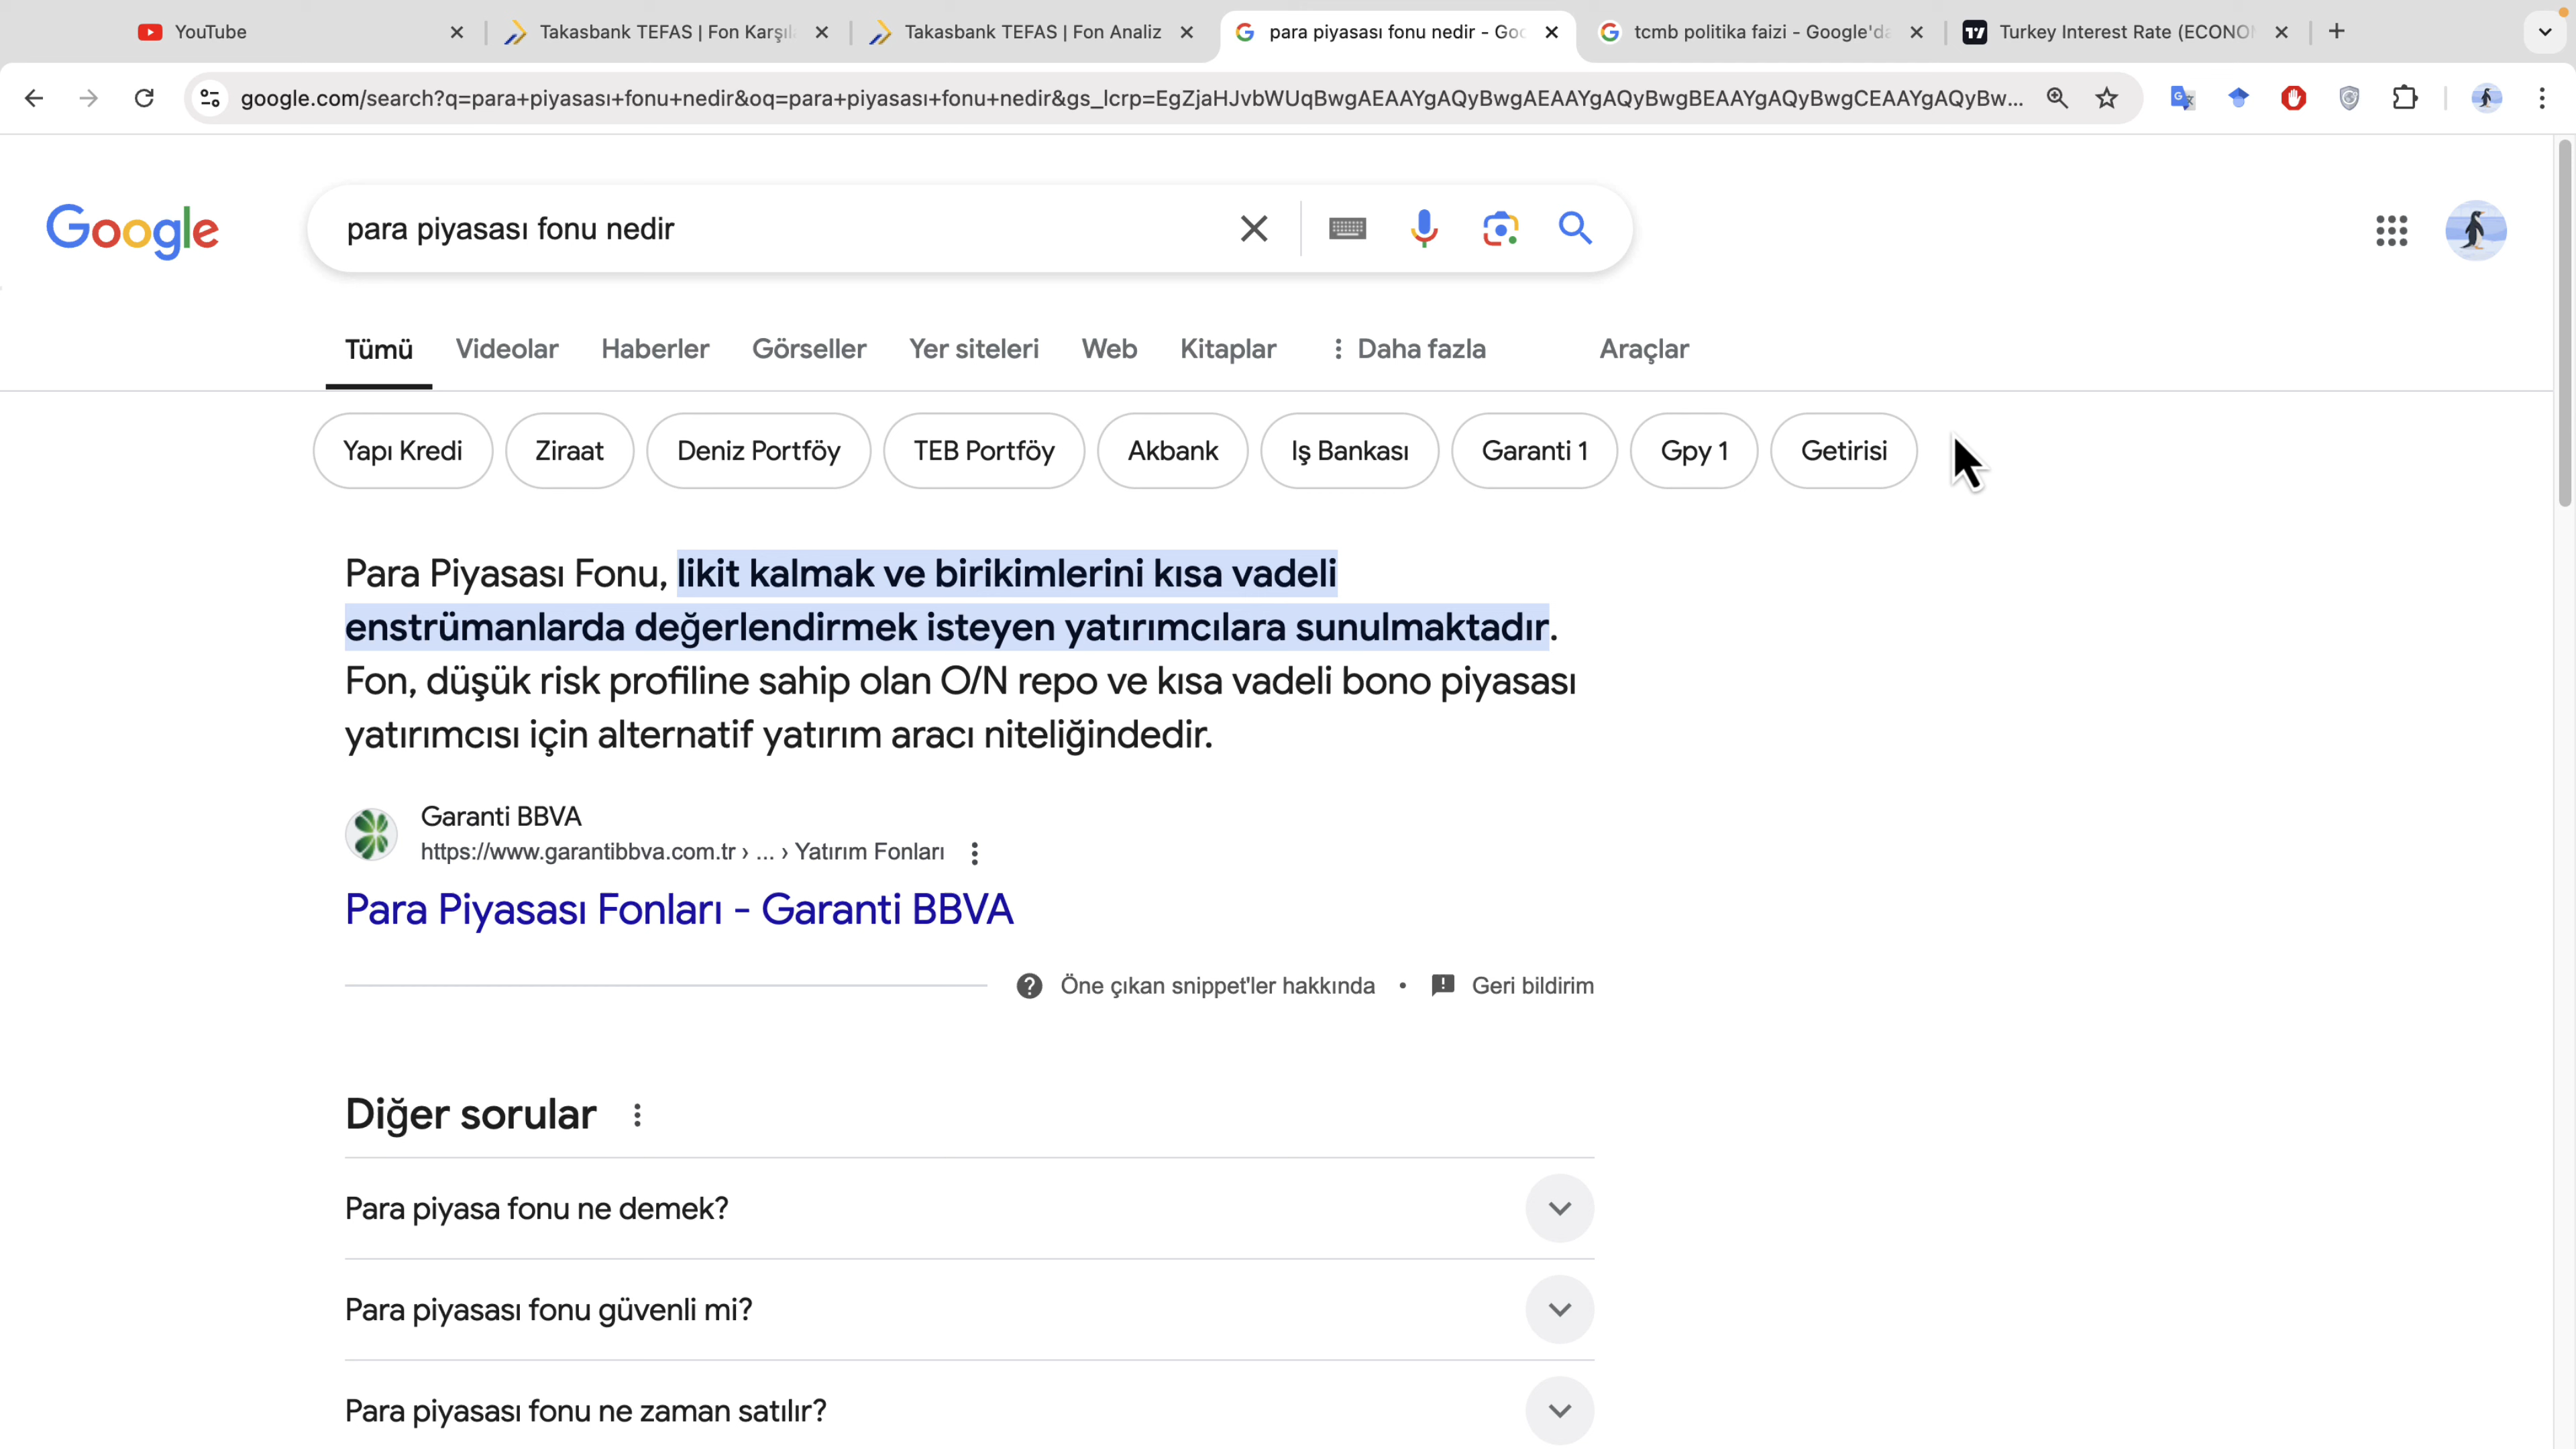 YouTube
Takasbank TEFAS | Fon Karşıl
Takasbank TEFAS | Fon Analiz
para piyasası fonu nedir - Goo
tcmb politika faizi - Google'da
Turkey Interest Rate (ECONO
google.com/search?q=para+piyasası+fonu+nedir&oq=para+piyasası+fonu+nedir&gs_lcrp=EgZjaHJvbWUqBwgAEAAYgAQyBwgAEAAYgAQyBwgBEAAYgAQyBwgCEAAYgAQyBw...
Google
para piyasası fonu nedir
Tümü Videolar Haberler Görseller Yer siteleri Web Kitaplar Daha fazla Araçlar
Yapı Kredi Ziraat Deniz Portföy TEB Portföy Akbank Iş Bankası Garanti 1 Gpy 1 Getirisi
Para Piyasası Fonu, likit kalmak ve birikimlerini kısa vadeli
enstrümanlarda değerlendirmek isteyen yatırımcılara sunulmaktadır.
Fon, düşük risk profiline sahip olan O/N repo ve kısa vadeli bono piyasası
yatırımcısı için alternatif yatırım aracı niteliğindedir.
Garanti BBVA
https://www.garantibbva.com.tr › ... › Yatırım Fonları
Para Piyasası Fonları - Garanti BBVA
Öne çıkan snippet'ler hakkında • Geri bildirim
Diğer sorular
Para piyasa fonu ne demek?
Para piyasası fonu güvenli mi?
Para piyasası fonu ne zaman satılır?